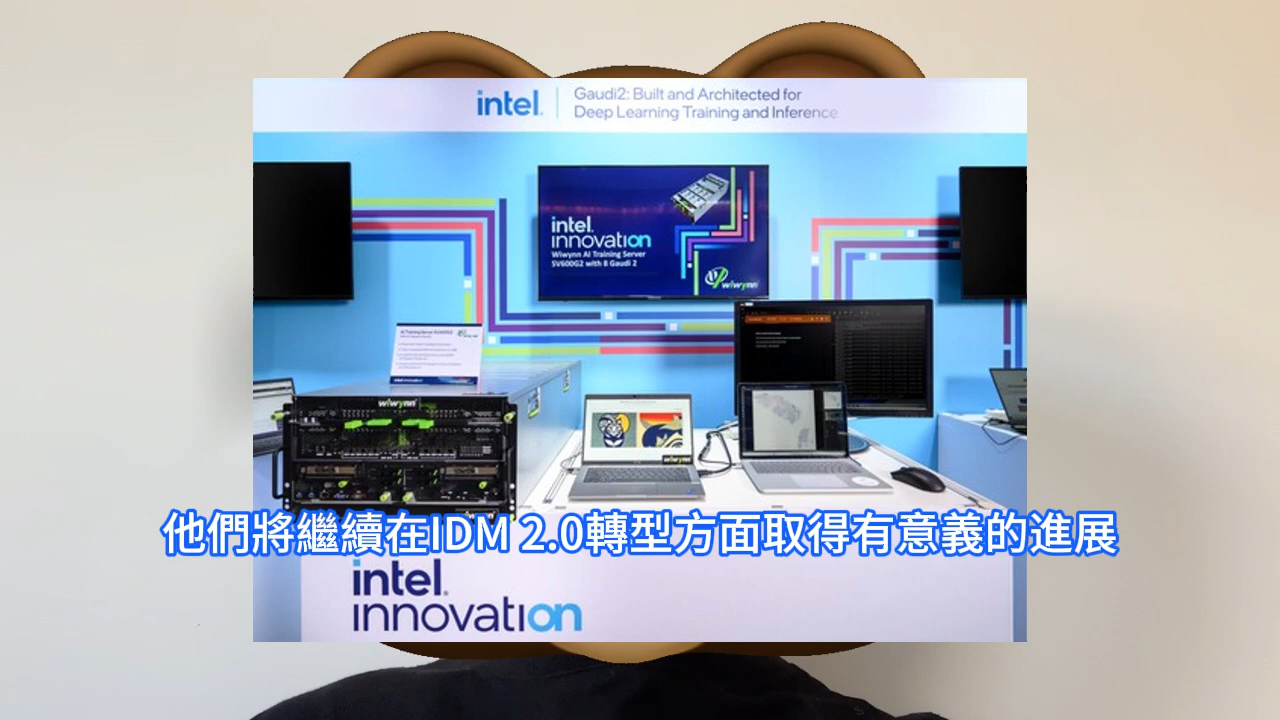 intel.
Gaudi2: Built and Architected for
Deep Learning Training and Inference
intel.
innovation
Wiwynn AI Training Server
SV600G2 with 8 Gaudi 2
wiwynn
wiwynn
wiwynn
他們將繼續在IDM 2.0轉型方面取得有意義的進展
intel.
innovation